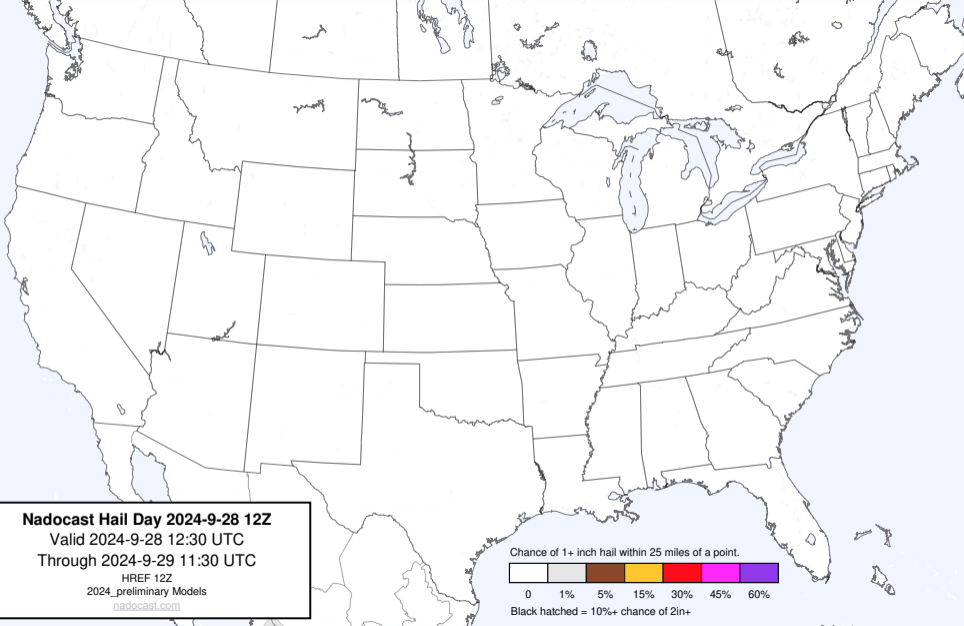 Nadocast Hail Day 2024-9-28 12Z
Valid 2024-9-28 12:30 UTC
Through 2024-9-29 11:30 UTC
HREF 12Z
2024_preliminary Models
nadocast.com
Chance of 1+ inch hail within 25 miles of a point.
0 1% 5% 15% 30% 45% 60%
Black hatched = 10%+ chance of 2in+